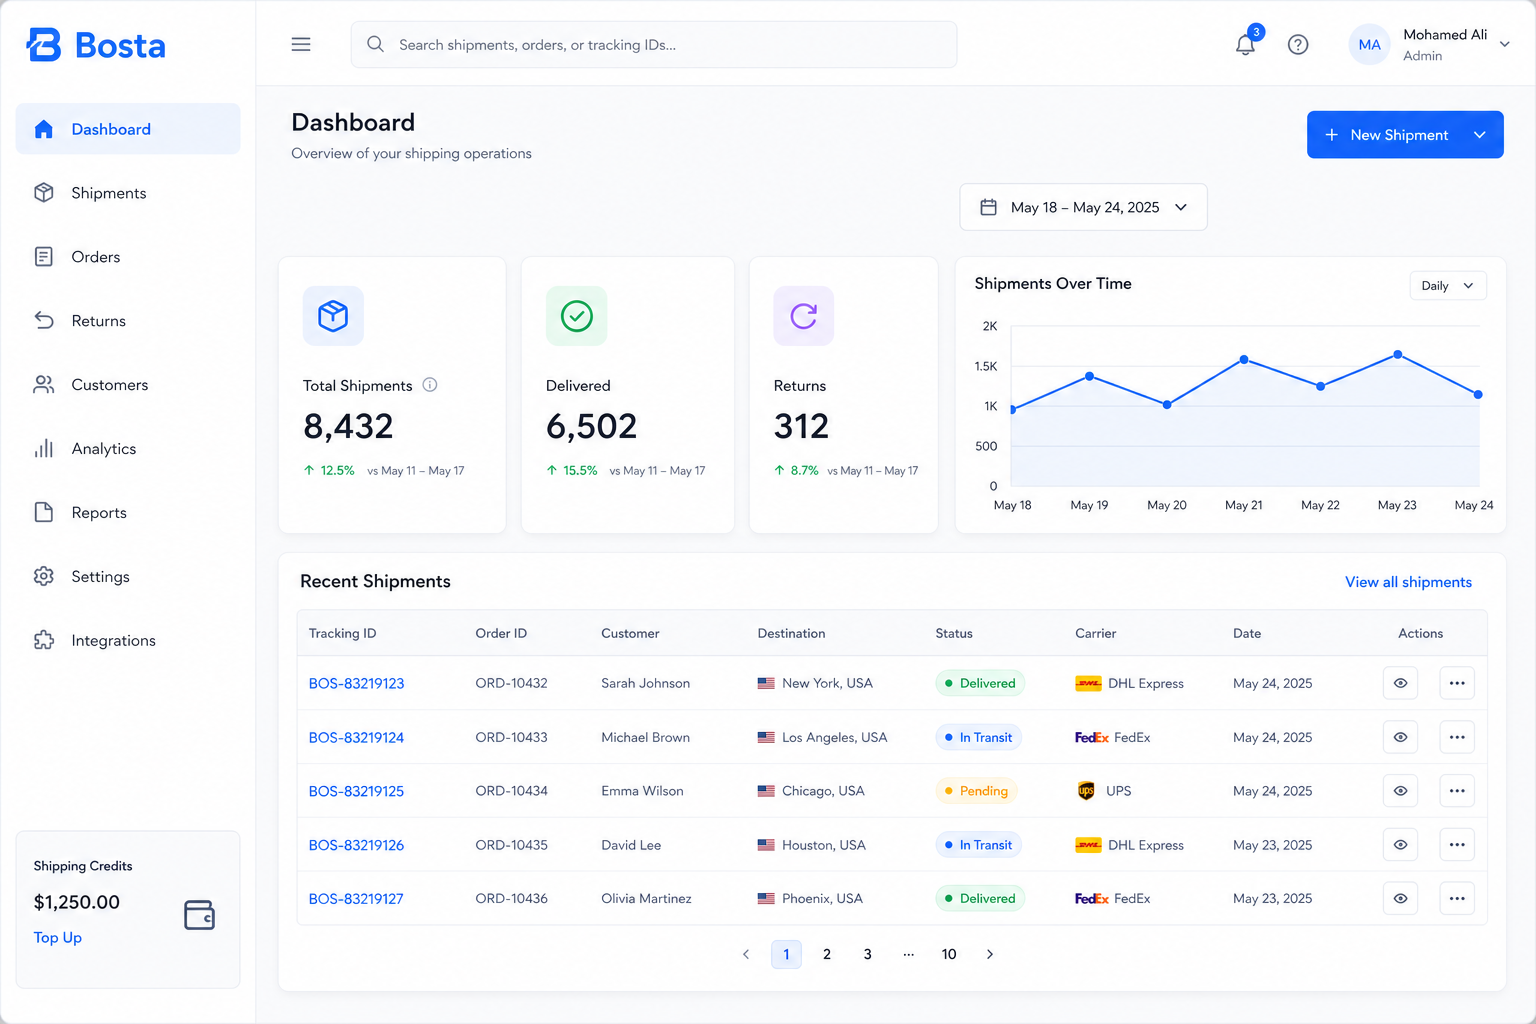 Bosta
Search shipments, orders, or tracking IDs...
3
MA
Mohamed Ali
Admin
Dashboard
Shipments
Orders
Returns
Customers
Analytics
Reports
Settings
Integrations
Shipping Credits
$1,250.00
Top Up
Dashboard
Overview of your shipping operations
+ New Shipment
May 18 – May 24, 2025
Total Shipments
8,432
↑ 12.5% vs May 11 – May 17
Delivered
6,502
↑ 15.5% vs May 11 – May 17
Returns
312
↑ 8.7% vs May 11 – May 17
Shipments Over Time
Daily
2K
1.5K
1K
500
0
May 18 May 19 May 20 May 21 May 22 May 23 May 24
Recent Shipments
View all shipments
Tracking ID Order ID Customer Destination Status Carrier Date Actions
BOS-83219123 ORD-10432 Sarah Johnson New York, USA Delivered DHL DHL Express May 24, 2025
BOS-83219124 ORD-10433 Michael Brown Los Angeles, USA In Transit FedEx FedEx May 24, 2025
BOS-83219125 ORD-10434 Emma Wilson Chicago, USA Pending ups UPS May 24, 2025
BOS-83219126 ORD-10435 David Lee Houston, USA In Transit DHL DHL Express May 23, 2025
BOS-83219127 ORD-10436 Olivia Martinez Phoenix, USA Delivered FedEx FedEx May 23, 2025
1 2 3 ... 10